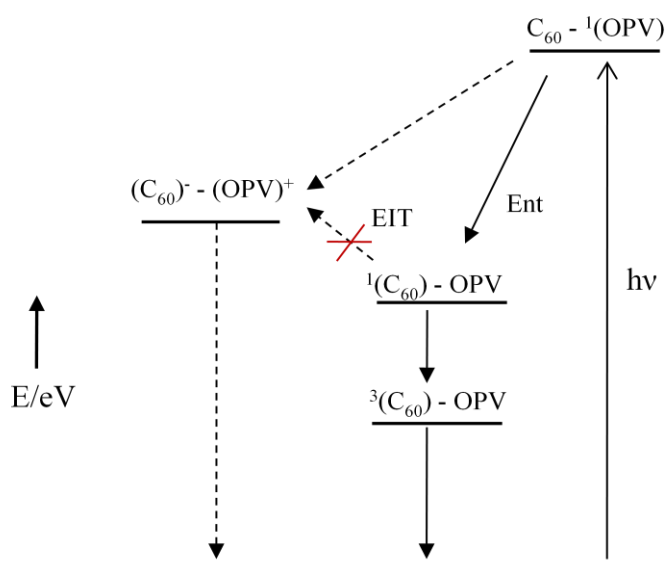 C₆₀ - ¹(OPV)
(C₆₀)⁻ - (OPV)⁺
EIT
Ent
¹(C₆₀) - OPV
hν
³(C₆₀) - OPV
E/eV